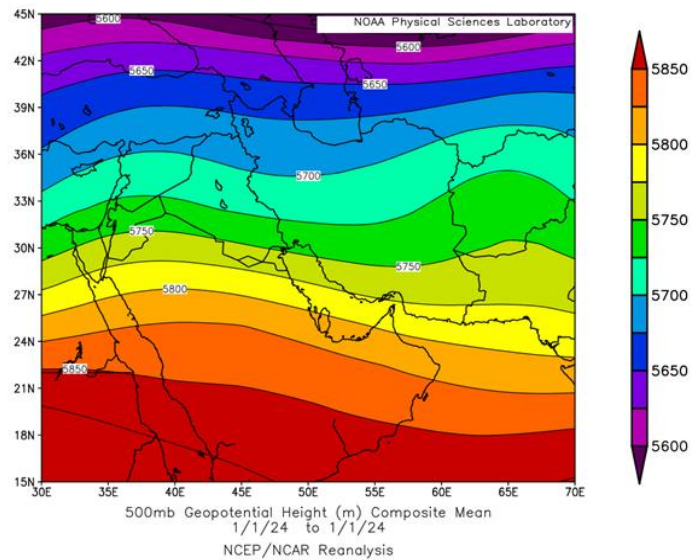 45N
5600
NOAA Physical Sciences Laboratory
5600
42N
5650
5650
39N
36N
5700
33N
5750
30N
5750
27N
5800
24N
5850
21N
18N
15N
30E 35E 40E 45E 50E 55E 60E 65E 70E
500mb Geopotential Height (m) Composite Mean
1/1/24 to 1/1/24
NCEP/NCAR Reanalysis
5850
5800
5750
5700
5650
5600